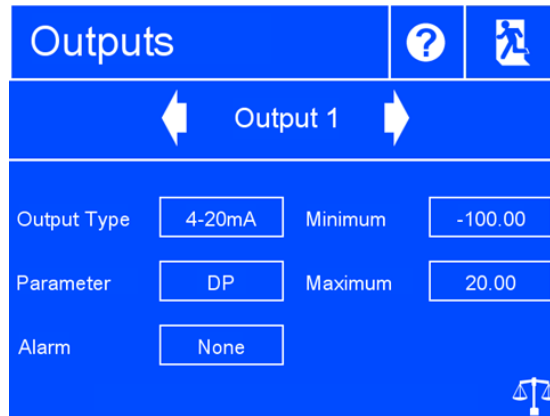 Outputs ?
Output 1
Output Type 4-20mA Minimum -100.00
Parameter DP Maximum 20.00
Alarm None